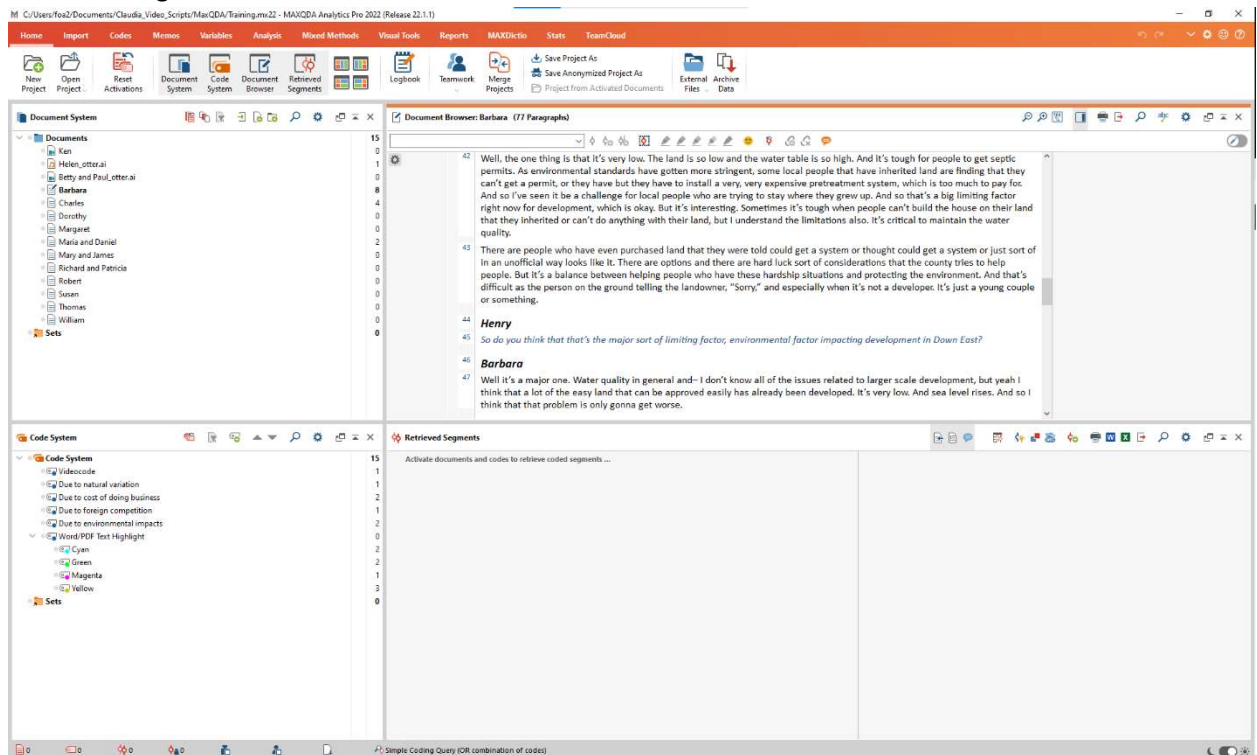 C:/Users/foa2/Documents/Claudia_Video_Scripts/MaxQDA/Training.mx22 - MAXQDA Analytics Pro 2022 (Release 22.1.1)
Home Import Codes Memos Variables Analysis Mixed Methods Visual Tools Reports MAXDictio Stats TeamCloud
New Project
Open Project
Reset Activations
Document System
Code System
Document Browser
Retrieved Segments
Logbook
Teamwork
Merge Projects
Save Project As
Save Anonymized Project As
Project from Activated Documents
External Files
Archive Data
Document System
Documents 15
Ken 0
Helen_otter.ai 1
Betty and Paul_otter.ai 0
Barbara 8
Charles 4
Dorothy 0
Margaret 0
Maria and Daniel 2
Mary and James 0
Richard and Patricia 0
Robert 0
Susan 0
Thomas 0
William 0
Sets 0
Document Browser: Barbara (77 Paragraphs)
42 Well, the one thing is that it's very low. The land is so low and the water table is so high. And it's tough for people to get septic
permits. As environmental standards have gotten more stringent, some local people that have inherited land are finding that they
can't get a permit, or they have but they have to install a very, very expensive pretreatment system, which is too much to pay for.
And so I've seen it be a challenge for local people who are trying to stay where they grew up. And so that's a big limiting factor
right now for development, which is okay. But it's interesting. Sometimes it's tough when people can't build the house on their land
that they inherited or can't do anything with their land, but I understand the limitations also. It's critical to maintain the water
quality.
43 There are people who have even purchased land that they were told could get a system or thought could get a system or just sort of
in an unofficial way looks like it. There are options and there are hard luck sort of considerations that the county tries to help
people. But it's a balance between helping people who have these hardship situations and protecting the environment. And that's
difficult as the person on the ground telling the landowner, "Sorry," and especially when it's not a developer. It's just a young couple
or something.
44 Henry
45 So do you think that that's the major sort of limiting factor, environmental factor impacting development in Down East?
46 Barbara
47 Well it's a major one. Water quality in general and– I don't know all of the issues related to larger scale development, but yeah I
think that a lot of the easy land that can be approved easily has already been developed. It's very low. And sea level rises. And so I
think that that problem is only gonna get worse.
Code System
Code System 15
Videocode 1
Due to natural variation 1
Due to cost of doing business 2
Due to foreign competition 1
Due to environmental impacts 2
Word/PDF Text Highlight 0
Cyan 2
Green 2
Magenta 1
Yellow 3
Sets 0
Retrieved Segments
Activate documents and codes to retrieve coded segments ...
0 0 0 0 Simple Coding Query (OR combination of codes)